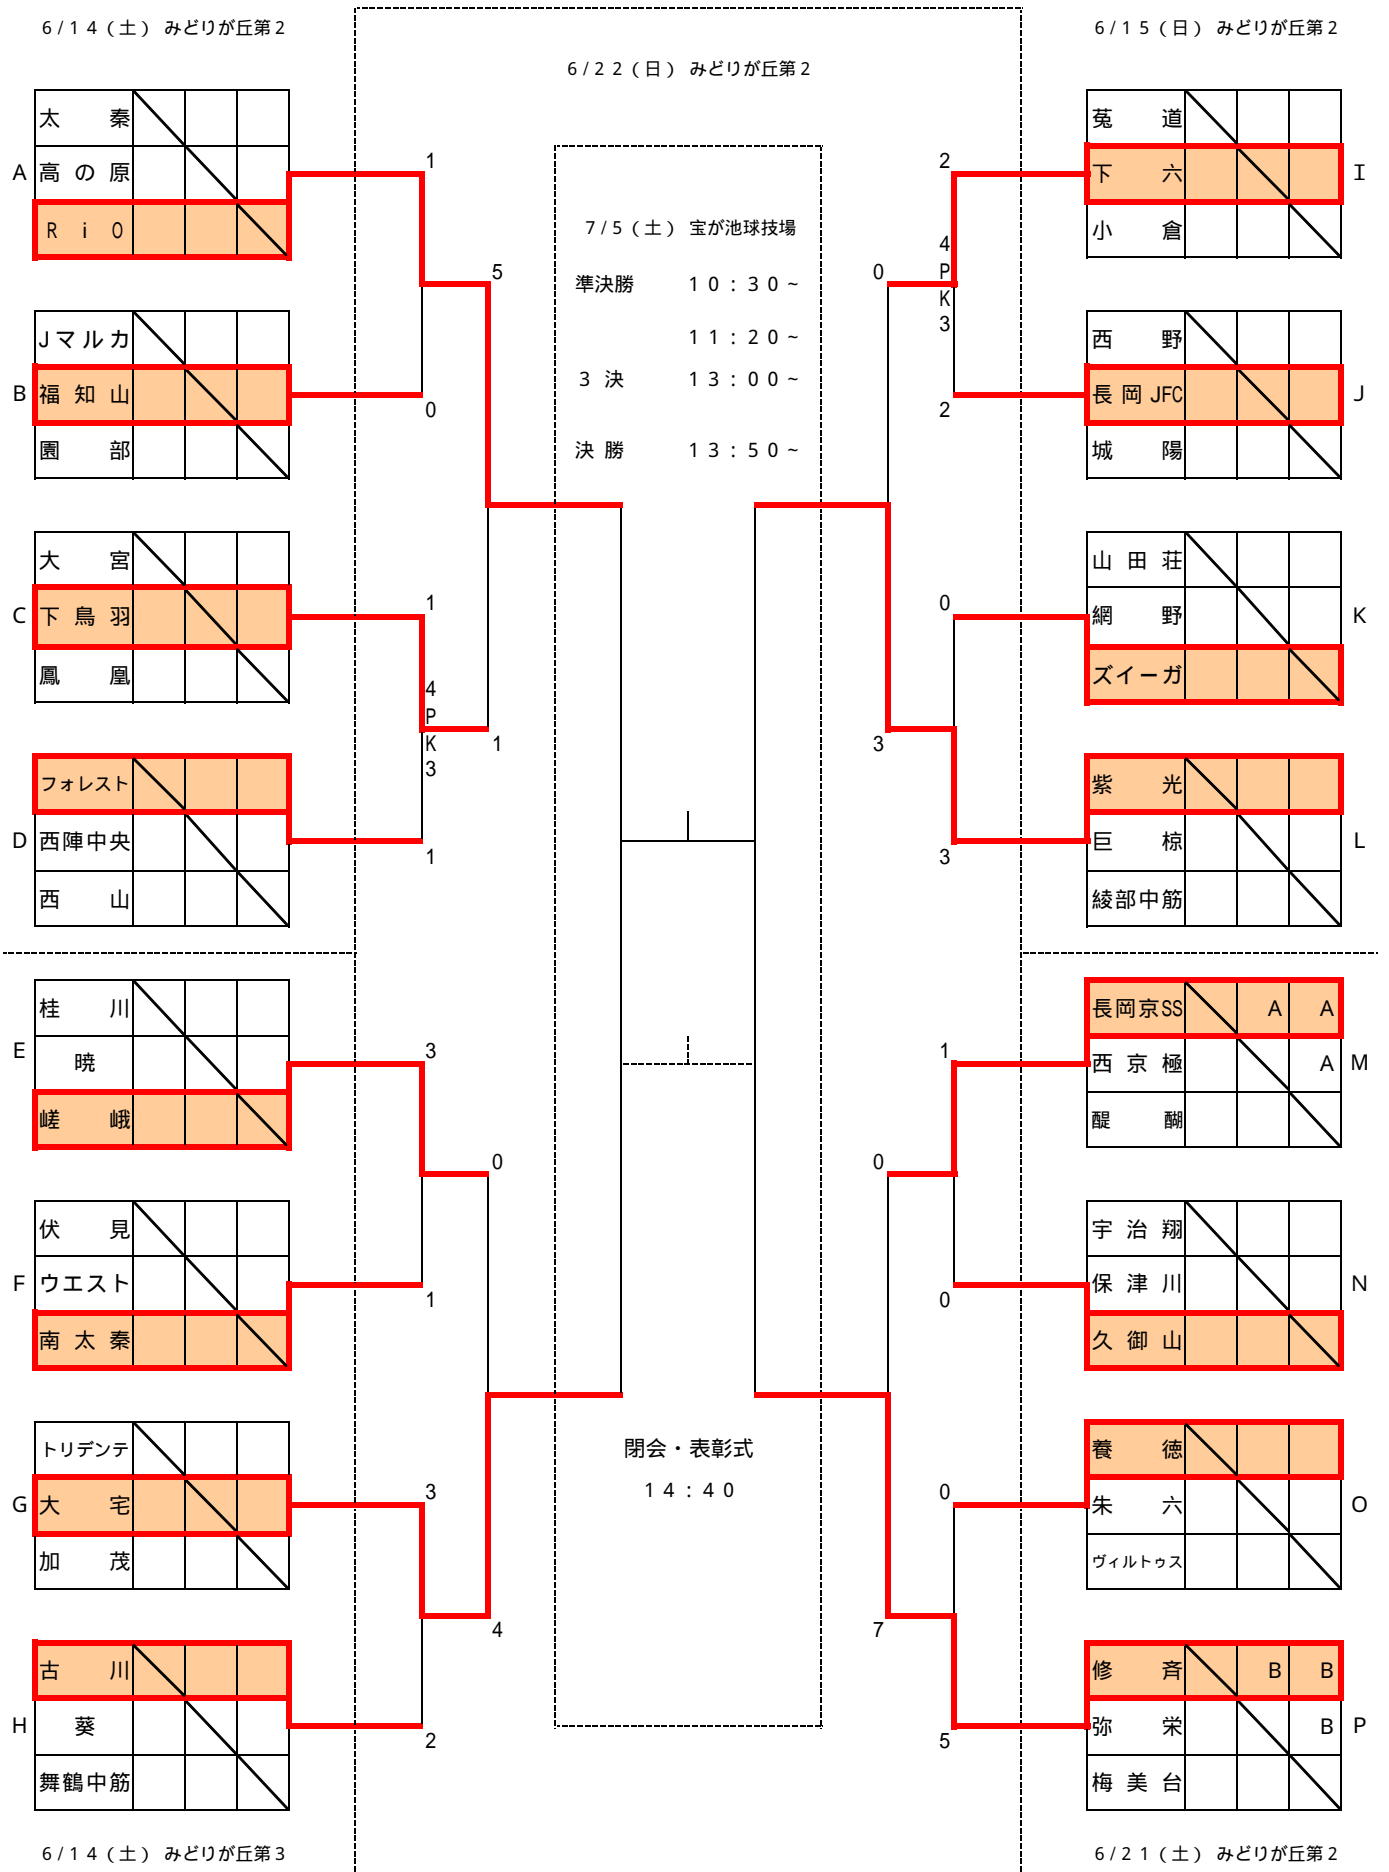 6/14（土） みどりが丘第2
6/15（日） みどりが丘第2
6/22（日） みどりが丘第2
太　秦
A 高の原
RiO
1
Jマルカ
B 福知山
園　部
0
5
大　宮
C 下鳥羽
鳳　凰
1
4
P
K
3
1
フォレスト
D 西陣中央
西　山
1
桂　川
E 暁
嵯　峨
3
0
伏　見
F ウエスト
南太秦
1
トリデンテ
G 大　宅
加　茂
3
4
古　川
H 葵
舞鶴中筋
2
6/14（土） みどりが丘第3
7/5（土） 宝が池球技場
準決勝 10:30~
11:20~
3決 13:00~
決勝 13:50~
閉会・表彰式
14:40
菟　道
下　六 I
小　倉
2
4
P
K
3
0
西　野
長岡JFC J
城　陽
2
山田荘
網　野 K
ズイーガ
0
3
紫　光
巨　椋 L
綾部中筋
3
長岡京SS A A
西京極 A M
醍　醐
1
0
宇治翔
保津川 N
久御山
0
養　徳
朱　六 O
ヴィルトゥス
0
7
修　斉 B B
弥　栄 B P
梅美台
5
6/21（土） みどりが丘第2